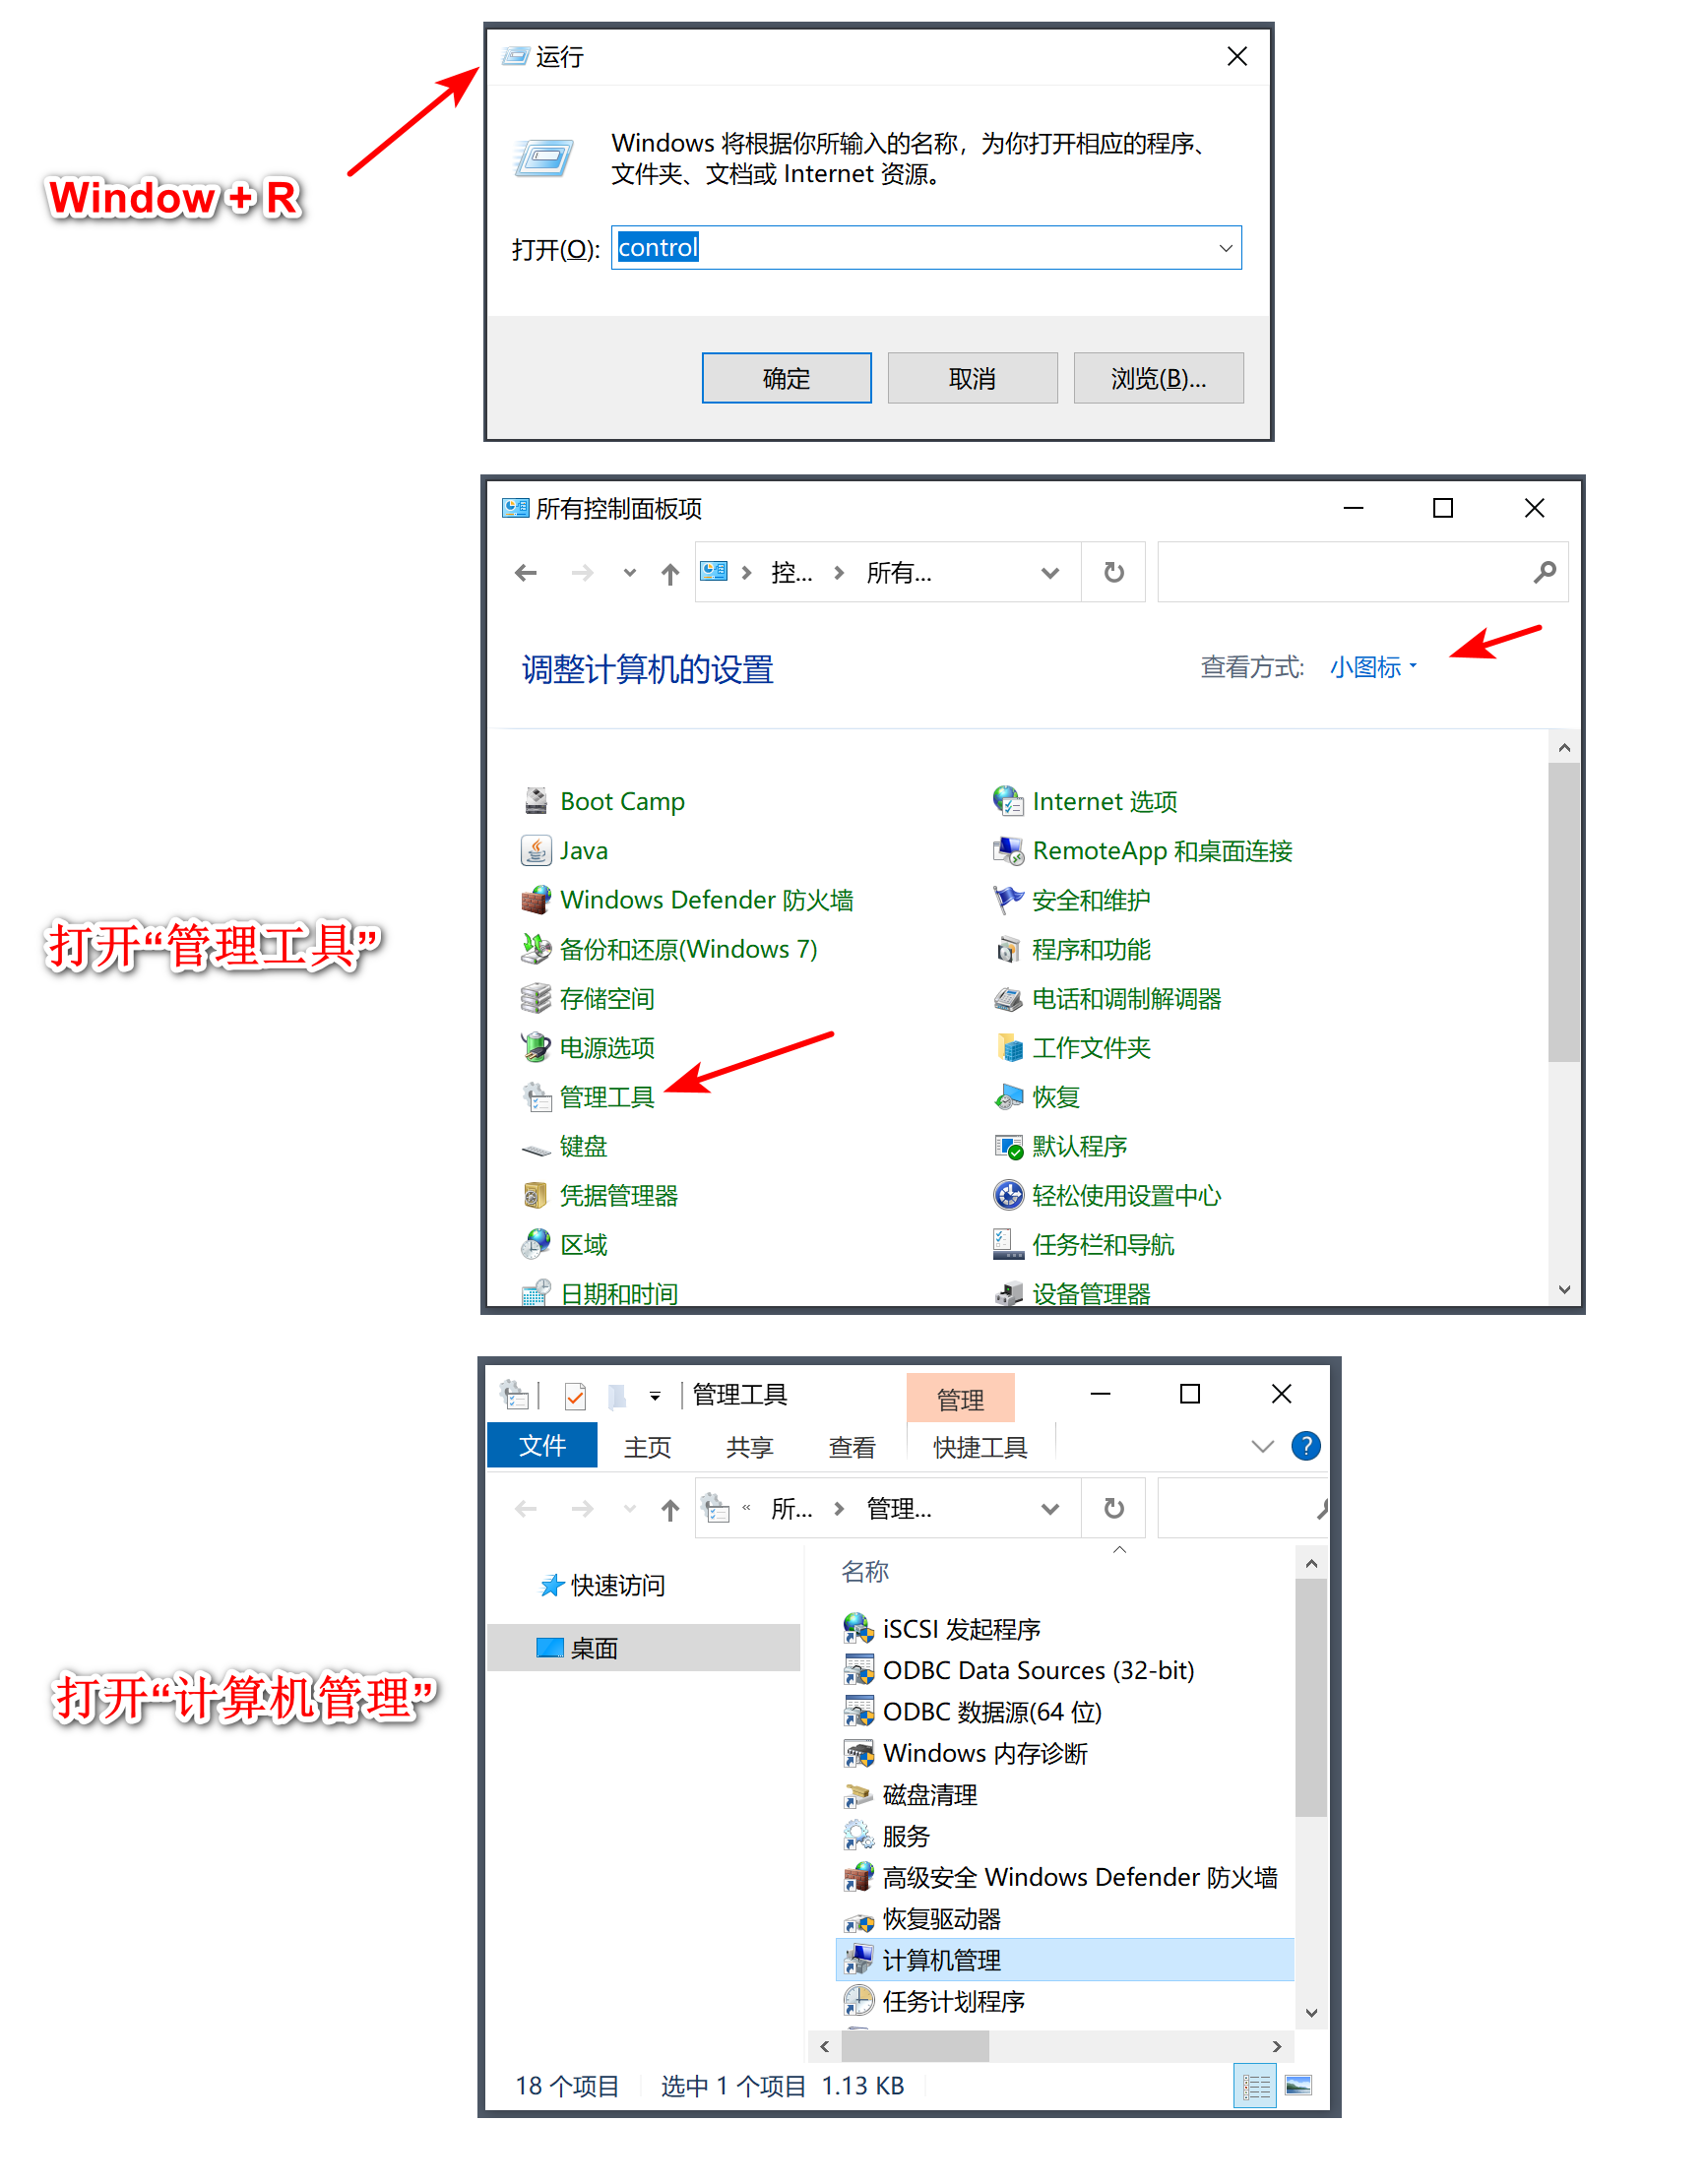 运行
Windows 将根据你所输入的名称，为你打开相应的程序、
文件夹、文档或 Internet 资源。
Window + R
打开(O):
control
确定
取消
浏览(B)...
所有控制面板项
控...
所有...
调整计算机的设置
查看方式:
小图标
Boot Camp
Internet 选项
Java
RemoteApp 和桌面连接
Windows Defender 防火墙
安全和维护
打开“管理工具”
备份和还原(Windows 7)
程序和功能
存储空间
电话和调制解调器
电源选项
工作文件夹
管理工具
恢复
键盘
默认程序
凭据管理器
轻松使用设置中心
区域
任务栏和导航
日期和时间
设备管理器
管理工具
管理
文件
主页
共享
查看
快捷工具
?
« 所...
管理...
名称
快速访问
桌面
打开“计算机管理”
iSCSI 发起程序
ODBC Data Sources (32-bit)
ODBC 数据源(64 位)
Windows 内存诊断
磁盘清理
服务
高级安全 Windows Defender 防火墙
恢复驱动器
计算机管理
任务计划程序
18 个项目
选中 1 个项目 1.13 KB